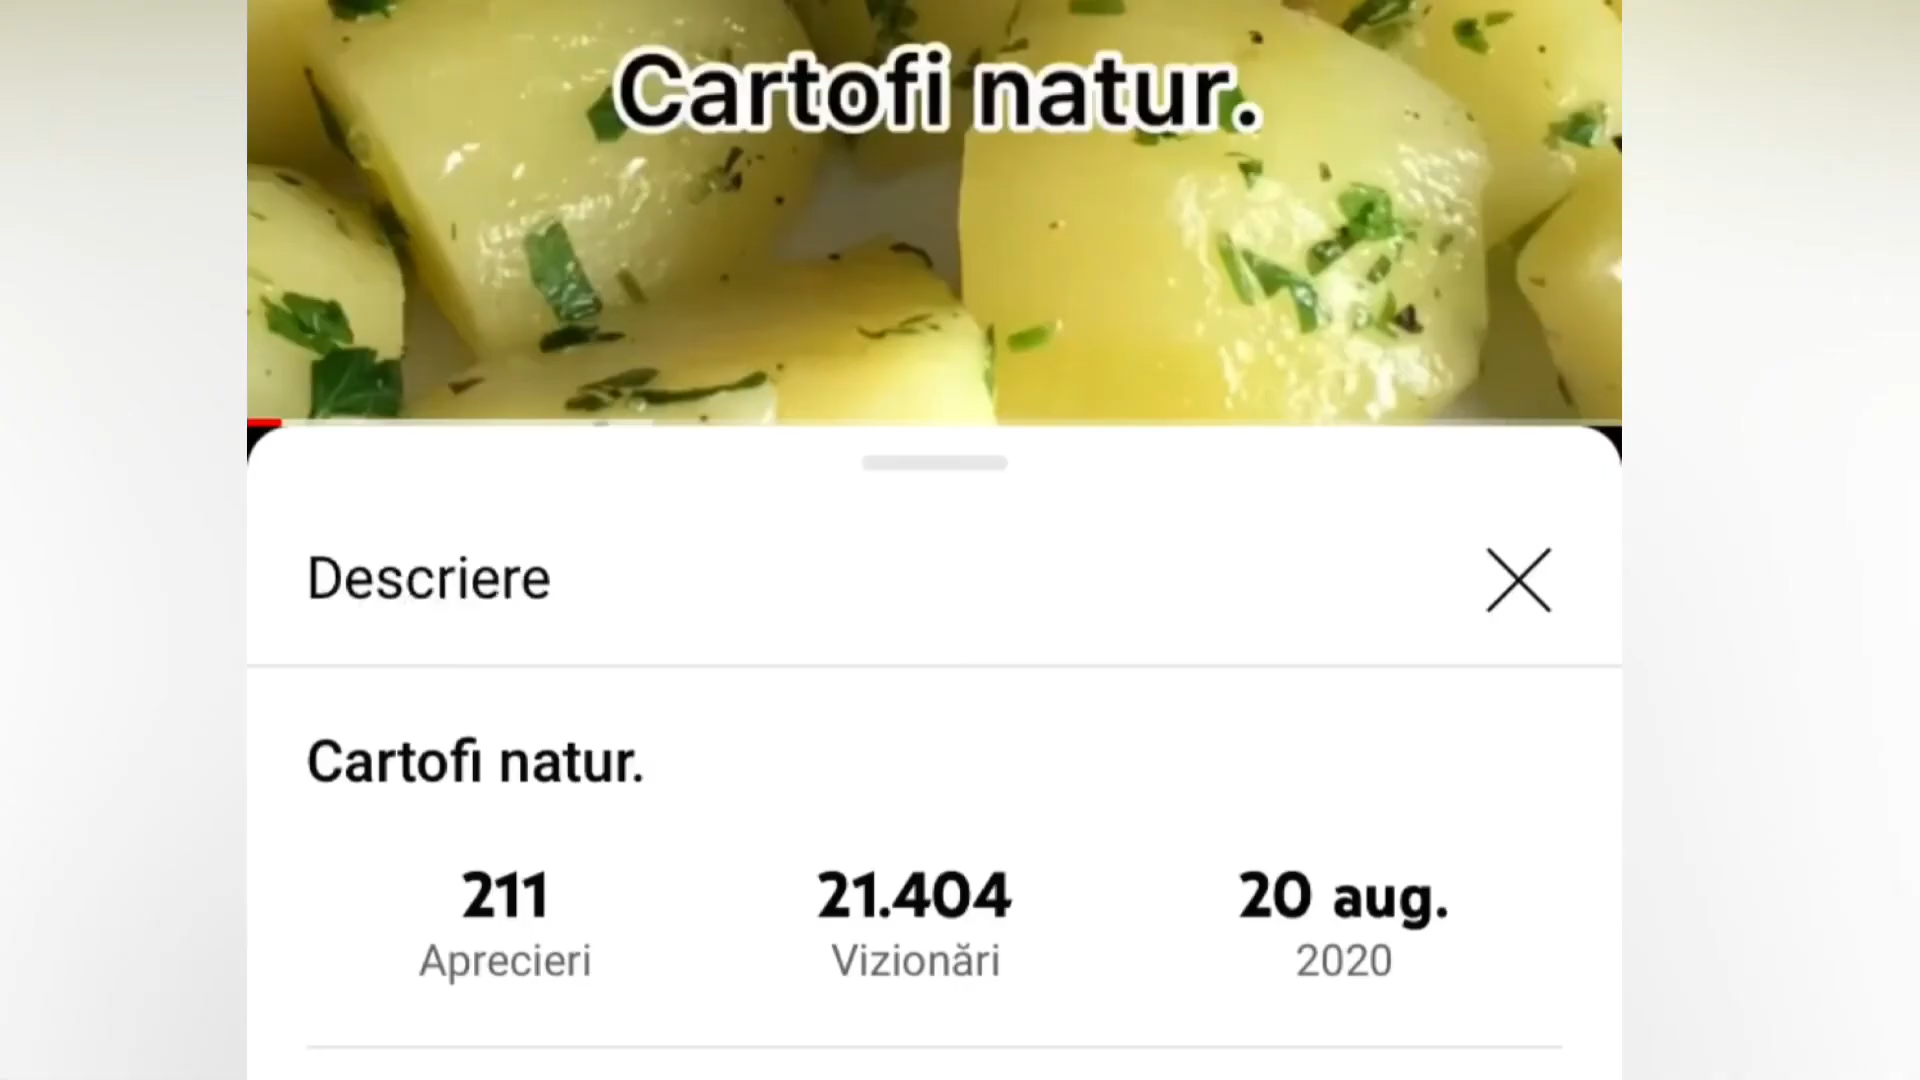 Cartofi natur.
Descriere
Cartofi natur.
211 21.404 20 aug.
Aprecieri Vizionări 2020